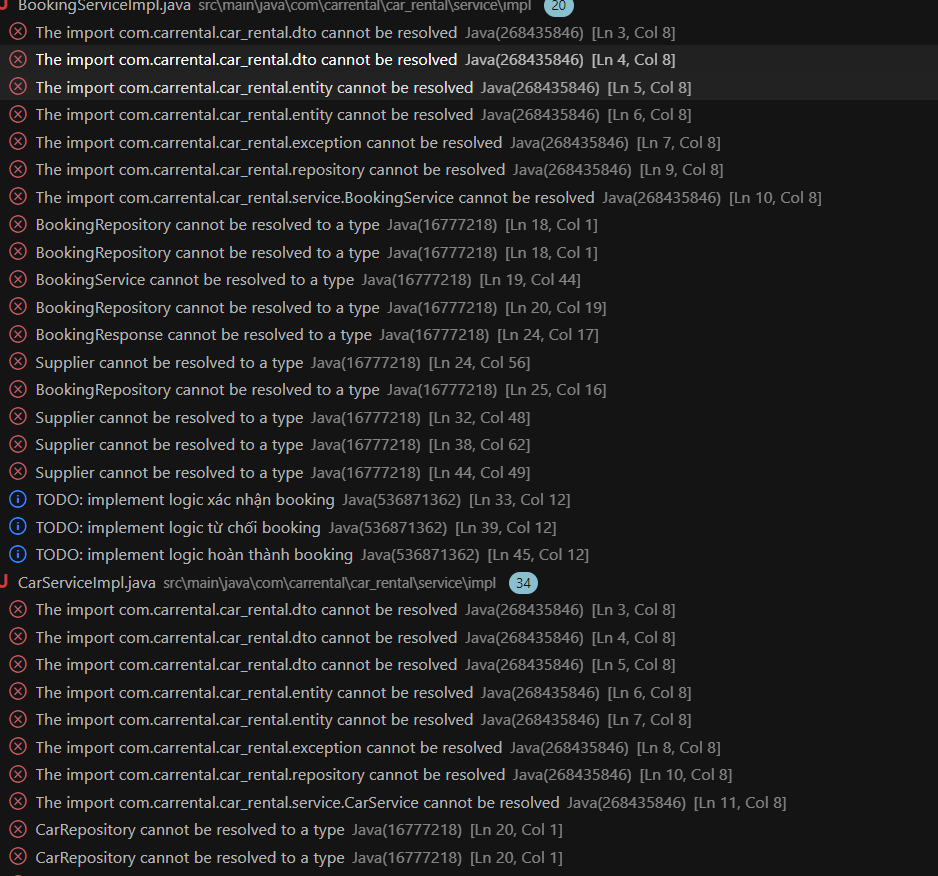 BookingServiceImpl.java src\main\java\com\carrental\car_rental\service\impl 20
The import com.carrental.car_rental.dto cannot be resolved Java(268435846) [Ln 3, Col 8]
The import com.carrental.car_rental.dto cannot be resolved Java(268435846) [Ln 4, Col 8]
The import com.carrental.car_rental.entity cannot be resolved Java(268435846) [Ln 5, Col 8]
The import com.carrental.car_rental.entity cannot be resolved Java(268435846) [Ln 6, Col 8]
The import com.carrental.car_rental.exception cannot be resolved Java(268435846) [Ln 7, Col 8]
The import com.carrental.car_rental.repository cannot be resolved Java(268435846) [Ln 9, Col 8]
The import com.carrental.car_rental.service.BookingService cannot be resolved Java(268435846) [Ln 10, Col 8]
BookingRepository cannot be resolved to a type Java(16777218) [Ln 18, Col 1]
BookingRepository cannot be resolved to a type Java(16777218) [Ln 18, Col 1]
BookingService cannot be resolved to a type Java(16777218) [Ln 19, Col 44]
BookingRepository cannot be resolved to a type Java(16777218) [Ln 20, Col 19]
BookingResponse cannot be resolved to a type Java(16777218) [Ln 24, Col 17]
Supplier cannot be resolved to a type Java(16777218) [Ln 24, Col 56]
BookingRepository cannot be resolved to a type Java(16777218) [Ln 25, Col 16]
Supplier cannot be resolved to a type Java(16777218) [Ln 32, Col 48]
Supplier cannot be resolved to a type Java(16777218) [Ln 38, Col 62]
Supplier cannot be resolved to a type Java(16777218) [Ln 44, Col 49]
TODO: implement logic xác nhận booking Java(536871362) [Ln 33, Col 12]
TODO: implement logic từ chối booking Java(536871362) [Ln 39, Col 12]
TODO: implement logic hoàn thành booking Java(536871362) [Ln 45, Col 12]
CarServiceImpl.java src\main\java\com\carrental\car_rental\service\impl 34
The import com.carrental.car_rental.dto cannot be resolved Java(268435846) [Ln 3, Col 8]
The import com.carrental.car_rental.dto cannot be resolved Java(268435846) [Ln 4, Col 8]
The import com.carrental.car_rental.dto cannot be resolved Java(268435846) [Ln 5, Col 8]
The import com.carrental.car_rental.entity cannot be resolved Java(268435846) [Ln 6, Col 8]
The import com.carrental.car_rental.entity cannot be resolved Java(268435846) [Ln 7, Col 8]
The import com.carrental.car_rental.exception cannot be resolved Java(268435846) [Ln 8, Col 8]
The import com.carrental.car_rental.repository cannot be resolved Java(268435846) [Ln 10, Col 8]
The import com.carrental.car_rental.service.CarService cannot be resolved Java(268435846) [Ln 11, Col 8]
CarRepository cannot be resolved to a type Java(16777218) [Ln 20, Col 1]
CarRepository cannot be resolved to a type Java(16777218) [Ln 20, Col 1]